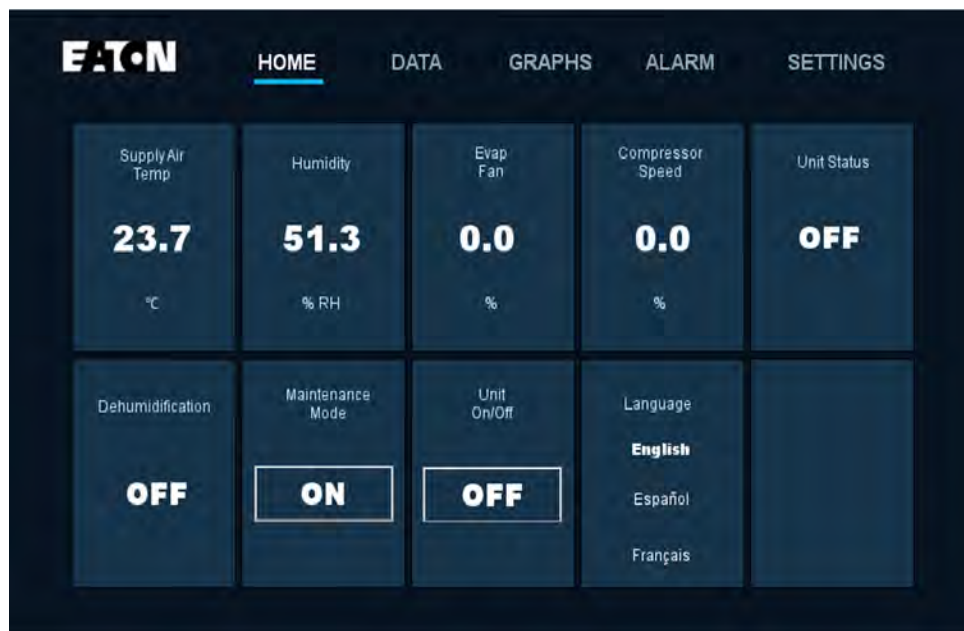 EATON
HOME DATA GRAPHS ALARM SETTINGS
Supply Air
Temp
23.7
°C
Humidity
51.3
% RH
Evap
Fan
0.0
%
Compressor
Speed
0.0
%
Unit Status
OFF
Dehumidification
OFF
Maintenance
Mode
ON
Unit
On/Off
OFF
Language
English
Español
Français